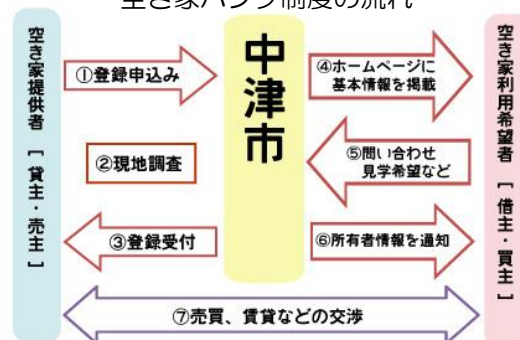 空き家バンク制度の流れ
空き家提供者［貸主・売主］
中津市
空き家利用希望者［借主・買主］
①登録申込み
②現地調査
③登録受付
④ホームページに
基本情報を掲載
⑤問い合わせ
見学希望など
⑥所有者情報を通知
⑦売買、賃貸などの交渉